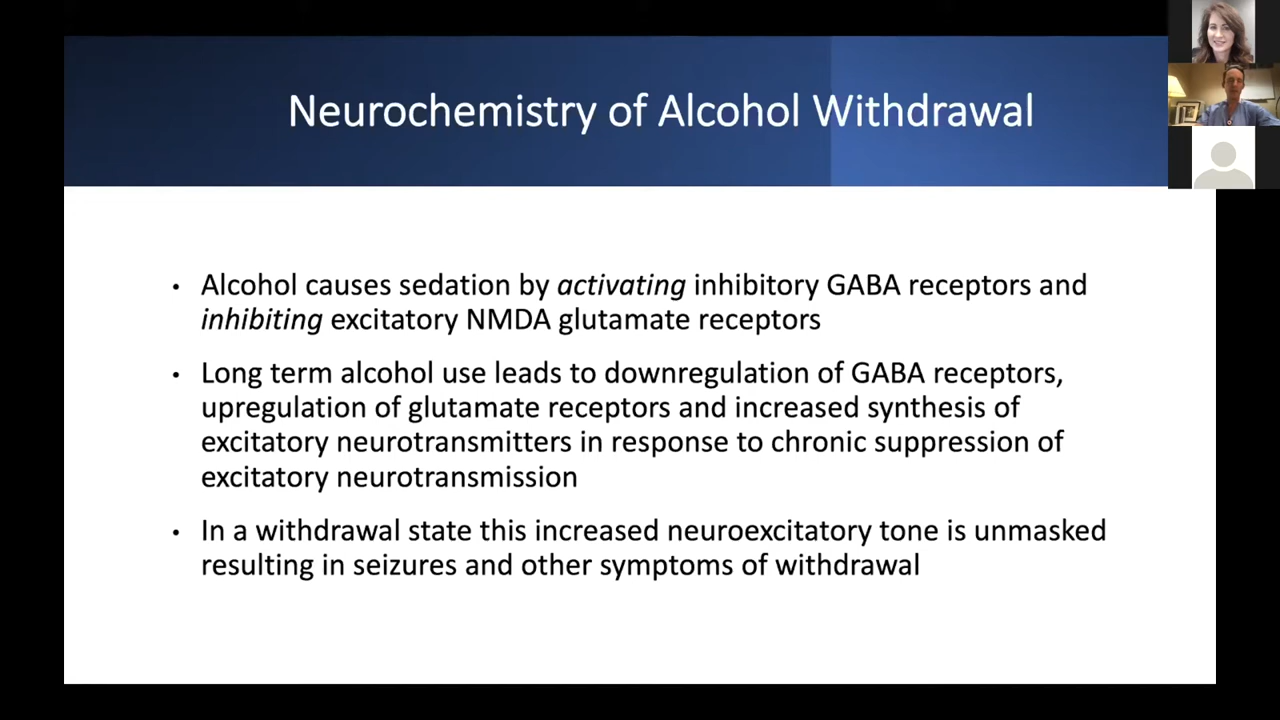 Neurochemistry of Alcohol Withdrawal
• Alcohol causes sedation by activating inhibitory GABA receptors and
inhibiting excitatory NMDA glutamate receptors
• Long term alcohol use leads to downregulation of GABA receptors,
upregulation of glutamate receptors and increased synthesis of
excitatory neurotransmitters in response to chronic suppression of
excitatory neurotransmission
• In a withdrawal state this increased neuroexcitatory tone is unmasked
resulting in seizures and other symptoms of withdrawal